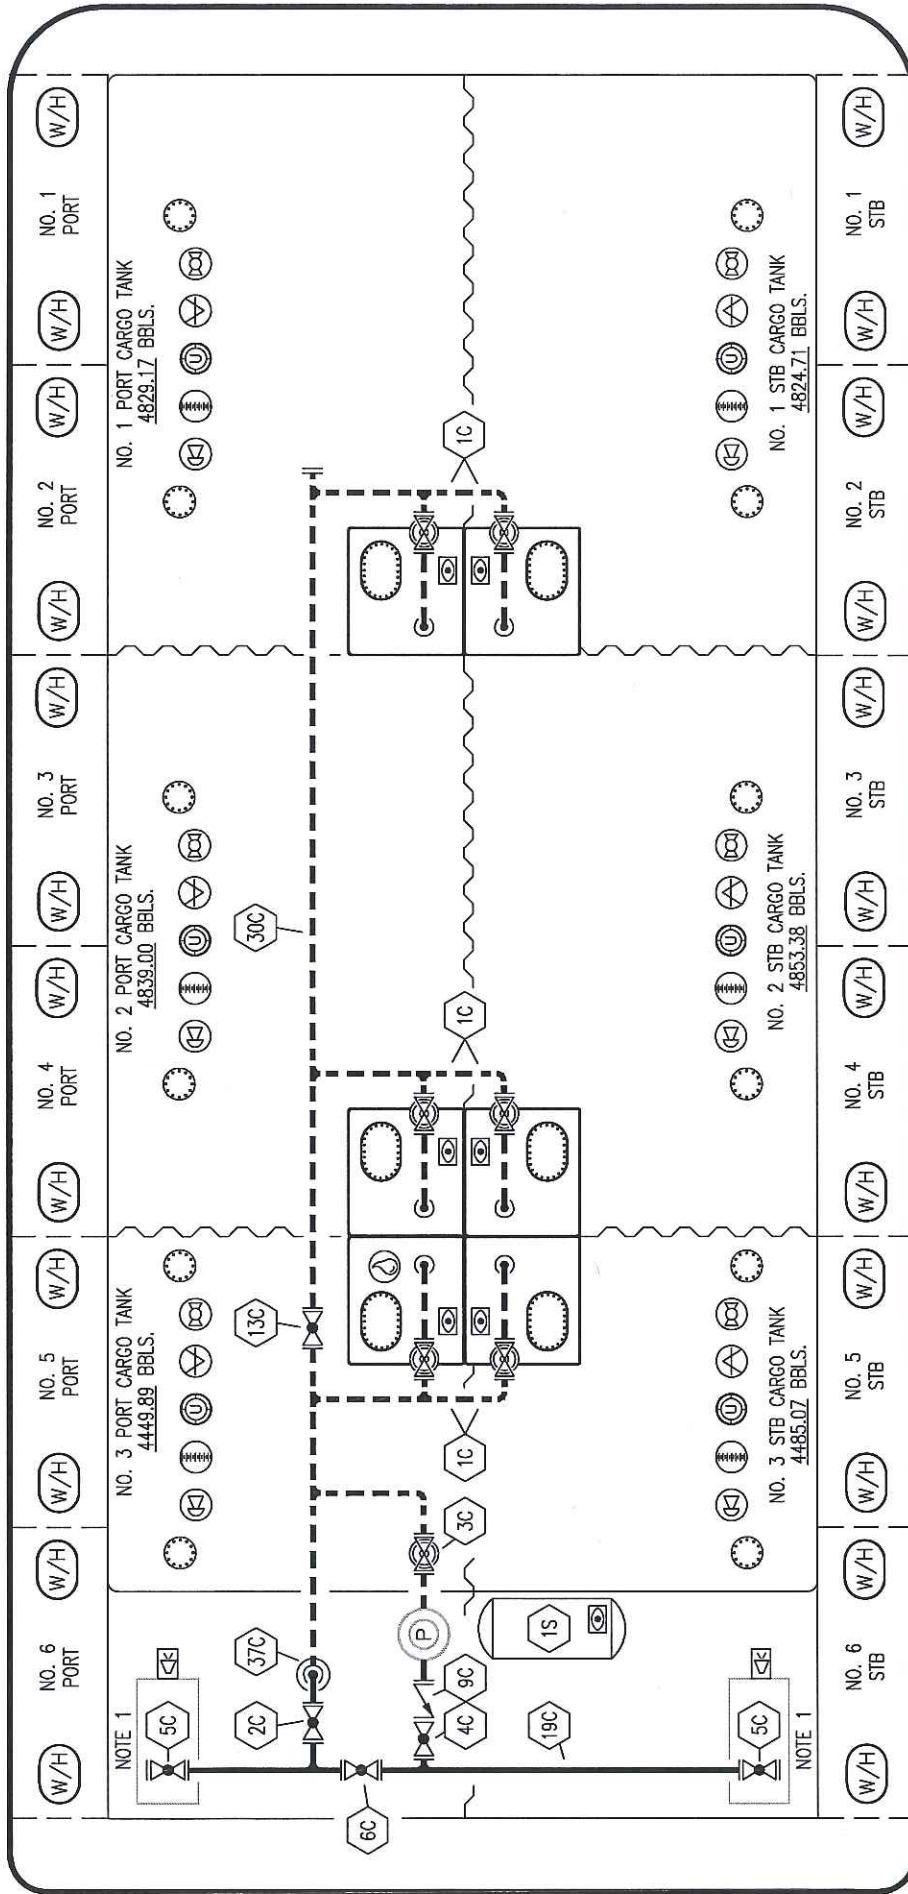 W/H
NO. 6
PORT
W/H
W/H
NO. 5
PORT
W/H
W/H
NO. 4
PORT
W/H
W/H
NO. 3
PORT
W/H
W/H
NO. 2
PORT
W/H
W/H
NO. 1
PORT
W/H
NOTE 1
5C
NO. 3 PORT CARGO TANK
4449.89 BBLS.
U
NO. 2 PORT CARGO TANK
4839.00 BBLS.
U
NO. 1 PORT CARGO TANK
4829.17 BBLS.
U
2C
37C
13C
30C
6C
P
9C
4C
3C
1C
1C
1C
1S
19C
5C
NOTE 1
U
NO. 3 STB CARGO TANK
4485.07 BBLS.
U
NO. 2 STB CARGO TANK
4853.38 BBLS.
U
NO. 1 STB CARGO TANK
4824.71 BBLS.
W/H
NO. 6
STB
W/H
W/H
NO. 5
STB
W/H
W/H
NO. 4
STB
W/H
W/H
NO. 3
STB
W/H
W/H
NO. 2
STB
W/H
W/H
NO. 1
STB
W/H